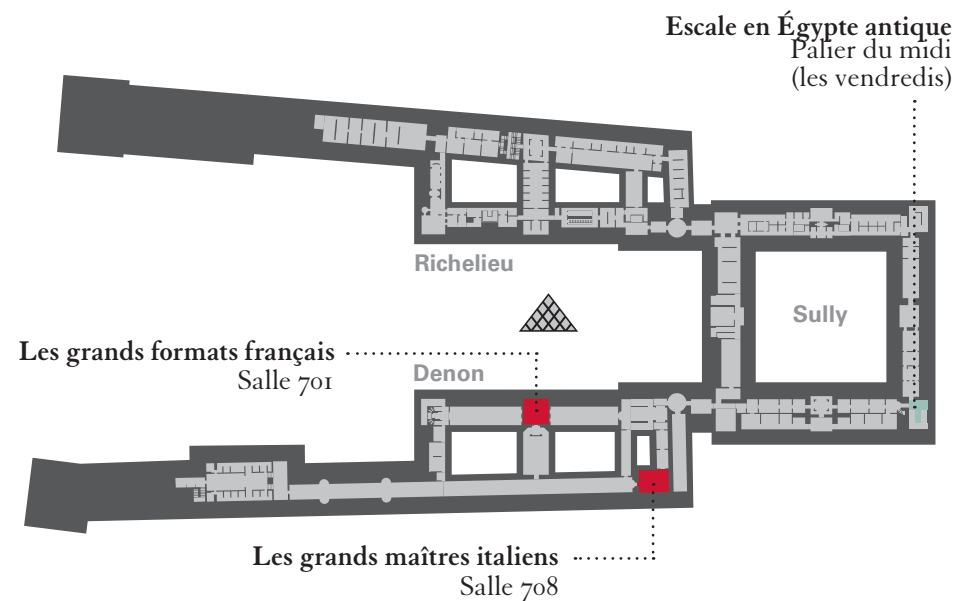 Escale en Égypte antique
Palier du midi
(les vendredis)
Richelieu
Sully
Les grands formats français
Salle 701
Denon
Les grands maîtres italiens
Salle 708